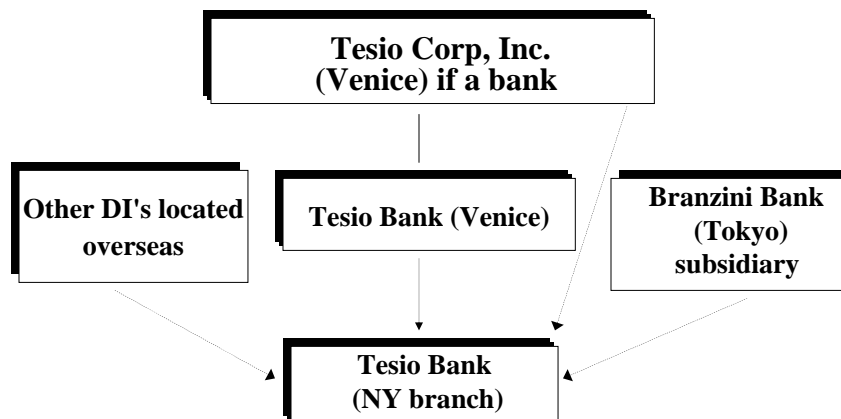 Tesio Corp, Inc.
(Venice) if a bank
Other DI's located
overseas
Tesio Bank (Venice)
Branzini Bank
(Tokyo)
subsidiary
Tesio Bank
(NY branch)